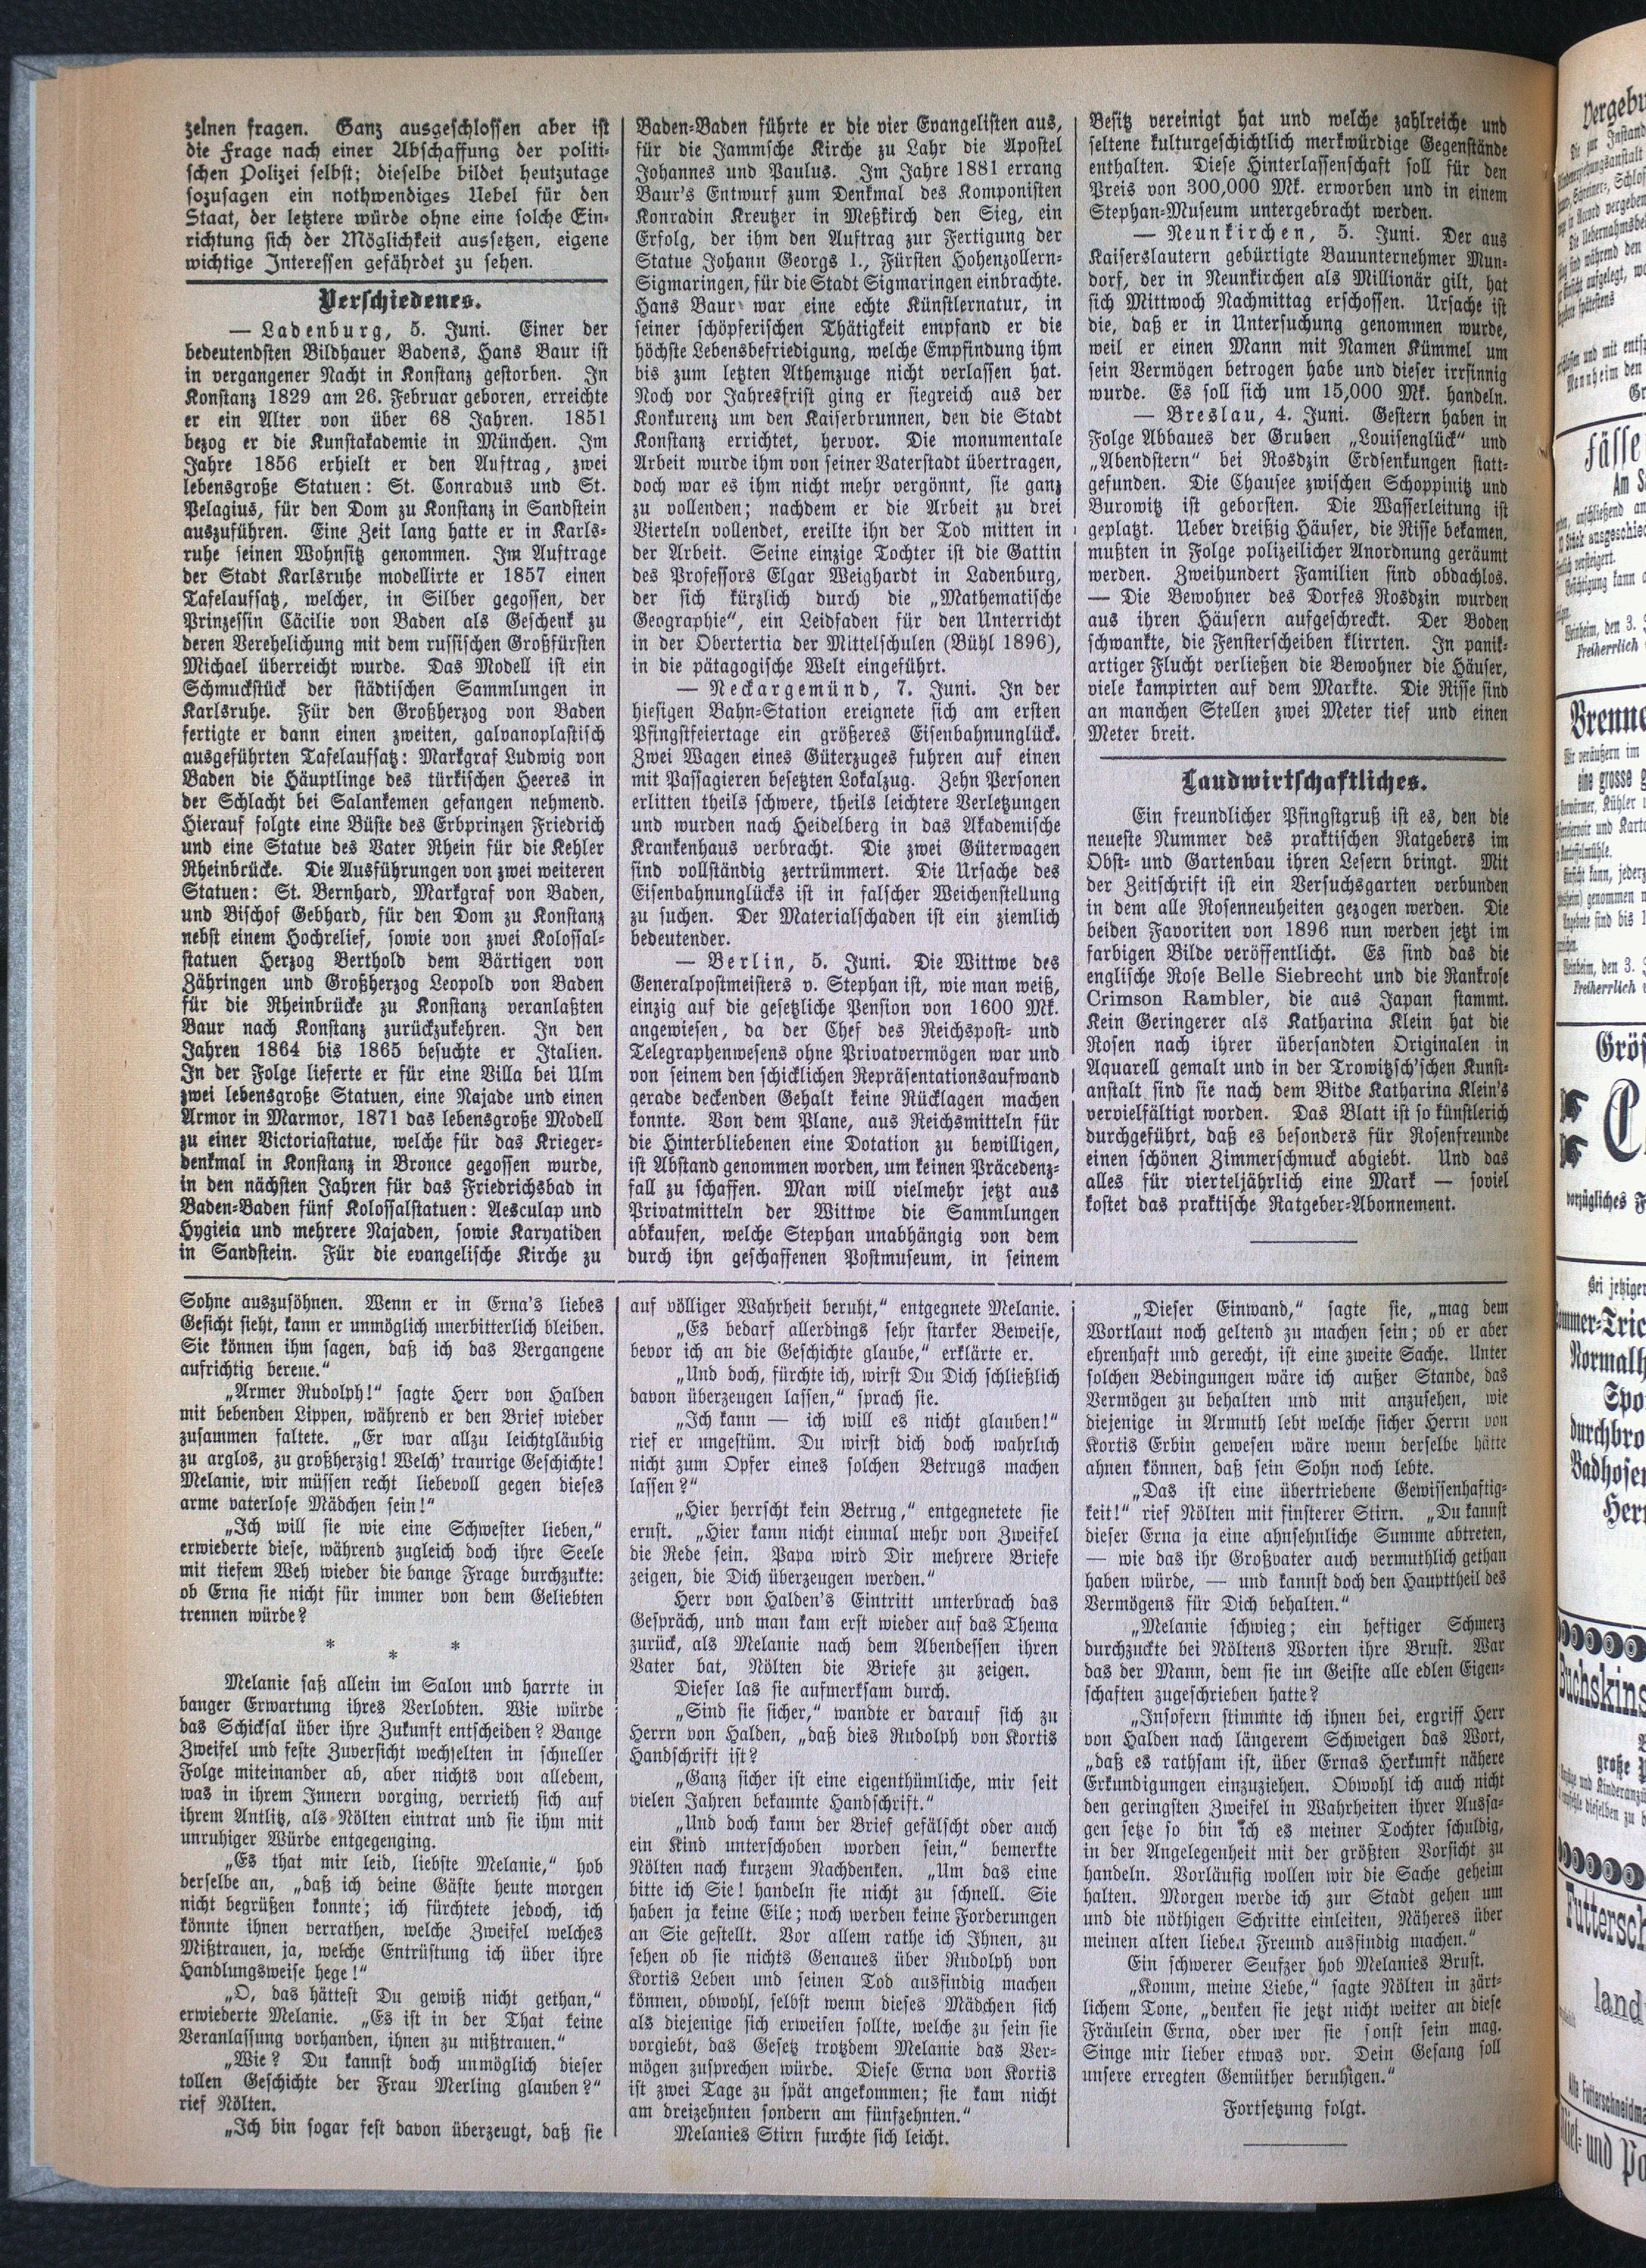 zelnen fragen. Ganz ausgeschlossen aber ist
die Frage nach einer Abschaffung der politi-
schen Polizei selbst; dieselbe bildet heutzutage
sozusagen ein nothwendiges Uebel für den
Staat, der letztere würde ohne eine solche Ein-
richtung sich der Möglichkeit aussetzen, eigene
wichtige Interessen gefährdet zu sehen.
Verschiedenes.
— Ladenburg, 5. Juni. Einer der
bedeutendsten Bildhauer Badens, Hans Baur ist
in vergangener Nacht in Konstanz gestorben. In
Konstanz 1829 am 26. Februar geboren, erreichte
er ein Alter von über 68 Jahren. 1851
bezog er die Kunstakademie in München. Im
Jahre 1856 erhielt er den Auftrag, zwei
lebensgroße Statuen: St. Conradus und St.
Pelagius, für den Dom zu Konstanz in Sandstein
auszuführen. Eine Zeit lang hatte er in Karls-
ruhe seinen Wohnsitz genommen. Im Auftrage
der Stadt Karlsruhe modellirte er 1857 einen
Tafelaufsatz, welcher, in Silber gegossen, der
Prinzessin Cäcilie von Baden als Geschenk zu
deren Verehelichung mit dem russischen Großfürsten
Michael überreicht wurde. Das Modell ist ein
Schmuckstück der städtischen Sammlungen in
Karlsruhe. Für den Großherzog von Baden
fertigte er dann einen zweiten, galvanoplastisch
ausgeführten Tafelaufsatz: Markgraf Ludwig von
Baden die Häuptlinge des türkischen Heeres in
der Schlacht bei Salankemen gefangen nehmend.
Hierauf folgte eine Büste des Erbprinzen Friedrich
und eine Statue des Vater Rhein für die Kehler
Rheinbrücke. Die Ausführungen von zwei weiteren
Statuen: St. Bernhard, Markgraf von Baden,
und Bischof Gebhard, für den Dom zu Konstanz
nebst einem Hochrelief, sowie von zwei Kolossal-
statuen Herzog Berthold dem Bärtigen von
Zähringen und Großherzog Leopold von Baden
für die Rheinbrücke zu Konstanz veranlaßten
Baur nach Konstanz zurückzukehren. In den
Jahren 1864 bis 1865 besuchte er Italien.
In der Folge lieferte er für eine Villa bei Ulm
zwei lebensgroße Statuen, eine Najade und einen
Armor in Marmor, 1871 das lebensgroße Modell
zu einer Victoriastatue, welche für das Krieger-
denkmal in Konstanz in Bronce gegossen wurde,
in den nächsten Jahren für das Friedrichsbad in
Baden-Baden fünf Kolossalstatuen: Aesculap und
Hygieia und mehrere Najaden, sowie Karyatiden
in Sandstein. Für die evangelische Kirche zu
Baden-Baden führte er die vier Evangelisten aus,
für die Jammsche Kirche zu Lahr die Apostel
Johannes und Paulus. Im Jahre 1881 errang
Baur's Entwurf zum Denkmal des Komponisten
Konradin Kreutzer in Meßkirch den Sieg, ein
Erfolg, der ihm den Auftrag zur Fertigung der
Statue Johann Georgs 1., Fürsten Hohenzollern-
Sigmaringen, für die Stadt Sigmaringen einbrachte.
Hans Baur war eine echte Künstlernatur, in
seiner schöpferischen Thätigkeit empfand er die
höchste Lebensbefriedigung, welche Empfindung ihm
bis zum letzten Athemzuge nicht verlassen hat.
Noch vor Jahresfrist ging er siegreich aus der
Konkurenz um den Kaiserbrunnen, den die Stadt
Konstanz errichtet, hervor. Die monumentale
Arbeit wurde ihm von seiner Vaterstadt übertragen,
doch war es ihm nicht mehr vergönnt, sie ganz
zu vollenden; nachdem er die Arbeit zu drei
Vierteln vollendet, ereilte ihn der Tod mitten in
der Arbeit. Seine einzige Tochter ist die Gattin
des Professors Elgar Weighardt in Ladenburg,
der sich kürzlich durch die „Mathematische
Geographie“, ein Leidfaden für den Unterricht
in der Obertertia der Mittelschulen (Bühl 1896),
in die pätagogische Welt eingeführt.
— Neckargemünd, 7. Juni. In der
hiesigen Bahn-Station ereignete sich am ersten
Pfingstfeiertage ein größeres Eisenbahnunglück.
Zwei Wagen eines Güterzuges fuhren auf einen
mit Passagieren besetzten Lokalzug. Zehn Personen
erlitten theils schwere, theils leichtere Verletzungen
und wurden nach Heidelberg in das Akademische
Krankenhaus verbracht. Die zwei Güterwagen
sind vollständig zertrümmert. Die Ursache des
Eisenbahnunglücks ist in falscher Weichenstellung
zu suchen. Der Materialschaden ist ein ziemlich
bedeutender.
— Berlin, 5. Juni. Die Wittwe des
Generalpostmeisters v. Stephan ist, wie man weiß,
einzig auf die gesetzliche Pension von 1600 Mk.
angewiesen, da der Chef des Reichspost- und
Telegraphenwesens ohne Privatvermögen war und
von seinem den schicklichen Repräsentationsaufwand
gerade deckenden Gehalt keine Rücklagen machen
konnte. Von dem Plane, aus Reichsmitteln für
die Hinterbliebenen eine Dotation zu bewilligen,
ist Abstand genommen worden, um keinen Präcedenz-
fall zu schaffen. Man will vielmehr jetzt aus
Privatmitteln der Wittwe die Sammlungen
abkaufen, welche Stephan unabhängig von dem
durch ihn geschaffenen Postmuseum, in seinem
Besitz vereinigt hat und welche zahlreiche und
seltene kulturgeschichtlich merkwürdige Gegenstände
enthalten. Diese Hinterlassenschaft soll für den
Preis von 300,000 Mk. erworben und in einem
Stephan-Museum untergebracht werden.
— Neunkirchen, 5. Juni. Der aus
Kaiserslautern gebürtigte Bauunternehmer Mun-
dorf, der in Neunkirchen als Millionär gilt, hat
sich Mittwoch Nachmittag erschossen. Ursache ist
die, daß er in Untersuchung genommen wurde,
weil er einen Mann mit Namen Kümmel um
sein Vermögen betrogen habe und dieser irrsinnig
wurde. Es soll sich um 15,000 Mk. handeln.
— Breslau, 4. Juni. Gestern haben in
Folge Abbaues der Gruben „Louisenglück“ und
„Abendstern“ bei Rosdzin Erdsenkungen statt-
gefunden. Die Chausee zwischen Schoppinitz und
Burowitz ist geborsten. Die Wasserleitung ist
geplatzt. Ueber dreißig Häuser, die Risse bekamen,
mußten in Folge polizeilicher Anordnung geräumt
werden. Zweihundert Familien sind obdachlos.
— Die Bewohner des Dorfes Rosdzin wurden
aus ihren Häusern aufgeschreckt. Der Boden
schwankte, die Fensterscheiben klirrten. In panik-
artiger Flucht verließen die Bewohner die Häuser,
viele kampirten auf dem Markte. Die Risse sind
an manchen Stellen zwei Meter tief und einen
Meter breit.
Landwirtschaftliches.
Ein freundlicher Pfingstgruß ist es, den die
neueste Nummer des praktischen Ratgebers im
Obst- und Gartenbau ihren Lesern bringt. Mit
der Zeitschrift ist ein Versuchsgarten verbunden
in dem alle Rosenneuheiten gezogen werden. Die
beiden Favoriten von 1896 nun werden jetzt im
farbigen Bilde veröffentlicht. Es sind das die
englische Rose Belle Siebrecht und die Rankrose
Crimson Rambler, die aus Japan stammt.
Kein Geringerer als Katharina Klein hat die
Rosen nach ihrer übersandten Originalen in
Aquarell gemalt und in der Trowitzsch'schen Kunst-
anstalt sind sie nach dem Bitde Katharina Klein's
vervielfältigt worden. Das Blatt ist so künstlerich
durchgeführt, daß es besonders für Rosenfreunde
einen schönen Zimmerschmuck abgiebt. Und das
alles für vierteljährlich eine Mark — soviel
kostet das praktische Ratgeber-Abonnement.
Sohne auszusöhnen. Wenn er in Erna's liebes
Gesicht sieht, kann er unmöglich unerbitterlich bleiben.
Sie können ihm sagen, daß ich das Vergangene
aufrichtig bereue.“
„Armer Rudolph!“ sagte Herr von Halden
mit bebenden Lippen, während er den Brief wieder
zusammen faltete. „Er war allzu leichtgläubig
zu arglos, zu großherzig! Welch' traurige Geschichte!
Melanie, wir müssen recht liebevoll gegen dieses
arme vaterlose Mädchen sein!“
„Ich will sie wie eine Schwester lieben,“
erwiederte diese, während zugleich doch ihre Seele
mit tiefem Weh wieder die bange Frage durchzukte:
ob Erna sie nicht für immer von dem Geliebten
trennen würde?
* * *
Melanie saß allein im Salon und harrte in
banger Erwartung ihres Verlobten. Wie würde
das Schicksal über ihre Zukunft entscheiden? Bange
Zweifel und feste Zuversicht wechselten in schneller
Folge miteinander ab, aber nichts von alledem,
was in ihrem Innern vorging, verrieth sich auf
ihrem Antlitz, als Nölten eintrat und sie ihm mit
unruhiger Würde entgegenging.
„Es that mir leid, liebste Melanie,“ hob
derselbe an, „daß ich deine Gäste heute morgen
nicht begrüßen konnte; ich fürchtete jedoch, ich
könnte ihnen verrathen, welche Zweifel welches
Mißtrauen, ja, welche Entrüstung ich über ihre
Handlungsweise hege!“
„O, das hättest Du gewiß nicht gethan,“
erwiederte Melanie. „Es ist in der That keine
Veranlassung vorhanden, ihnen zu mißtrauen.“
„Wie? Du kannst doch unmöglich dieser
tollen Geschichte der Frau Merling glauben?“
rief Nölten.
„Ich bin sogar fest davon überzeugt, daß sie
auf völliger Wahrheit beruht,“ entgegnete Melanie.
„Es bedarf allerdings sehr starker Beweise,
bevor ich an die Geschichte glaube,“ erklärte er.
„Und doch, fürchte ich, wirst Du Dich schließlich
davon überzeugen lassen,“ sprach sie.
„Ich kann — ich will es nicht glauben!“
rief er ungestüm. Du wirst dich doch wahrlich
nicht zum Opfer eines solchen Betrugs machen
lassen?“
„Hier herrscht kein Betrug,“ entgegnetete sie
ernst. „Hier kann nicht einmal mehr von Zweifel
die Rede sein. Papa wird Dir mehrere Briefe
zeigen, die Dich überzeugen werden.“
Herr von Halden's Eintritt unterbrach das
Gespräch, und man kam erst wieder auf das Thema
zurück, als Melanie nach dem Abendessen ihren
Vater bat, Nölten die Briefe zu zeigen.
Dieser las sie aufmerksam durch.
„Sind sie sicher,“ wandte er darauf sich zu
Herrn von Halden, „daß dies Rudolph von Kortis
Handschrift ist?
„Ganz sicher ist eine eigenthümliche, mir seit
vielen Jahren bekannte Handschrift.“
„Und doch kann der Brief gefälscht oder auch
ein Kind unterschoben worden sein,“ bemerkte
Nölten nach kurzem Nachdenken. „Um das eine
bitte ich Sie! handeln sie nicht zu schnell. Sie
haben ja keine Eile; noch werden keine Forderungen
an Sie gestellt. Vor allem rathe ich Ihnen, zu
sehen ob sie nichts Genaues über Rudolph von
Kortis Leben und seinen Tod ausfindig machen
können, obwohl, selbst wenn dieses Mädchen sich
als diejenige sich erweisen sollte, welche zu sein sie
vorgiebt, das Gesetz trotzdem Melanie das Ver-
mögen zusprechen würde. Diese Erna von Kortis
ist zwei Tage zu spät angekommen; sie kam nicht
am dreizehnten sondern am fünfzehnten.“
Melanies Stirn furchte sich leicht.
„Dieser Einwand,“ sagte sie, „mag dem
Wortlaut noch geltend zu machen sein; ob er aber
ehrenhaft und gerecht, ist eine zweite Sache. Unter
solchen Bedingungen wäre ich außer Stande, das
Vermögen zu behalten und mit anzusehen, wie
diejenige in Armuth lebt welche sicher Herrn von
Kortis Erbin gewesen wäre wenn derselbe hätte
ahnen können, daß sein Sohn noch lebte.
„Das ist eine übertriebene Gewissenhaftig-
keit!“ rief Nölten mit finsterer Stirn. „Du kannst
dieser Erna ja eine ahnsehnliche Summe abtreten,
— wie das ihr Großvater auch vermuthlich gethan
haben würde, — und kannst doch den Haupttheil des
Vermögens für Dich behalten.“
„Melanie schwieg; ein heftiger Schmerz
durchzuckte bei Nöltens Worten ihre Brust. War
das der Mann, dem sie im Geiste alle edlen Eigen-
schaften zugeschrieben hatte?
„Insofern stimmte ich ihnen bei, ergriff Herr
von Halden nach längerem Schweigen das Wort,
„daß es rathsam ist, über Ernas Herkunft nähere
Erkundigungen einzuziehen. Obwohl ich auch nicht
den geringsten Zweifel in Wahrheiten ihrer Aussa-
gen setze so bin ich es meiner Tochter schuldig,
in der Angelegenheit mit der größten Vorsicht zu
handeln. Vorläufig wollen wir die Sache geheim
halten. Morgen werde ich zur Stadt gehen um
und die nöthigen Schritte einleiten, Näheres über
meinen alten lieben Freund ausfindig machen.“
Ein schwerer Seufzer hob Melanies Brust.
„Komm, meine Liebe,“ sagte Nölten in zärt-
lichem Tone, „denken sie jetzt nicht weiter an diese
Fräulein Erna, oder wer sie sonst sein mag.
Singe mir lieber etwas vor. Dein Gesang soll
unsere erregten Gemüther beruhigen.“
Fortsetzung folgt.